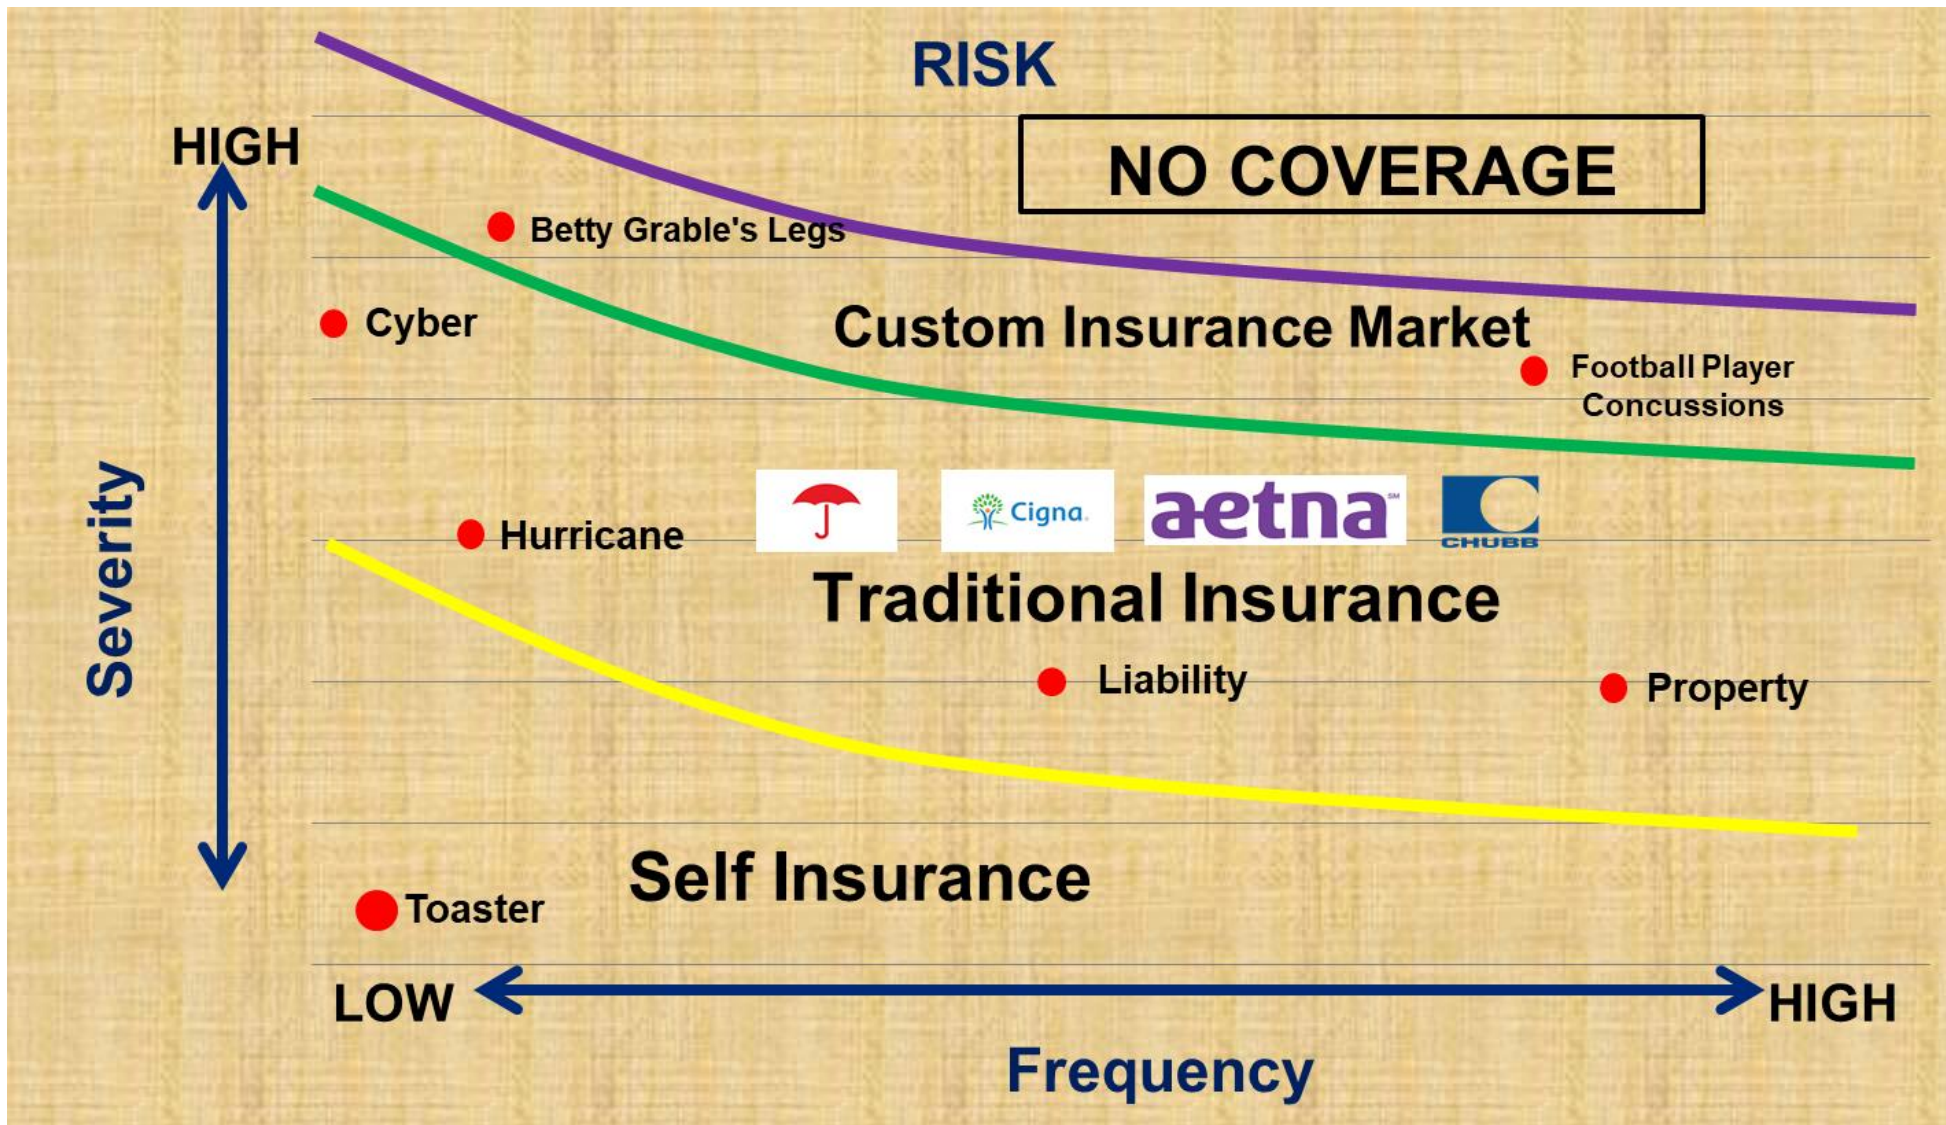 RISK
HIGH
NO COVERAGE
Betty Grable's Legs
Cyber
Custom Insurance Market
Football Player
Concussions
Severity
Hurricane
Cigna
aetna SM
CHUBB
Traditional Insurance
Liability
Property
Self Insurance
Toaster
LOW
HIGH
Frequency